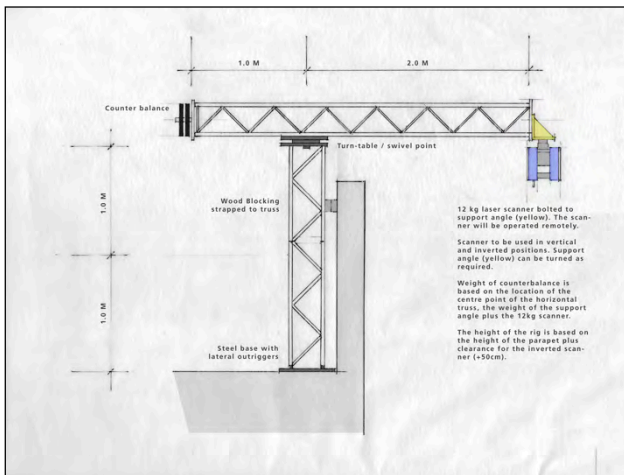 1.0 M
2.0 M
Counter balance
Turn-table / swivel point
1.0 M
Wood Blocking
strapped to truss
12 kg laser scanner bolted to
support angle (yellow). The scan-
ner will be operated remotely.
Scanner to be used in vertical
and inverted positions. Support
angle (yellow) can be turned as
required.
Weight of counterbalance is
based on the location of the
centre point of the horizontal
truss, the weight of the support
angle plus the 12kg scanner.
The height of the rig is based on
the height of the parapet plus
clearance for the inverted scan-
ner (+50cm).
1.0 M
Steel base with
lateral outriggers